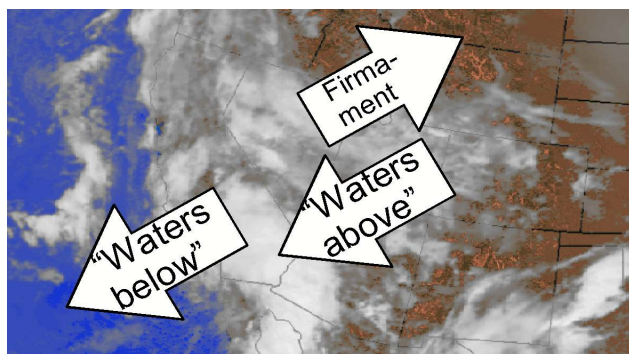 Firma-
ment
"Waters
above"
"Waters
below"